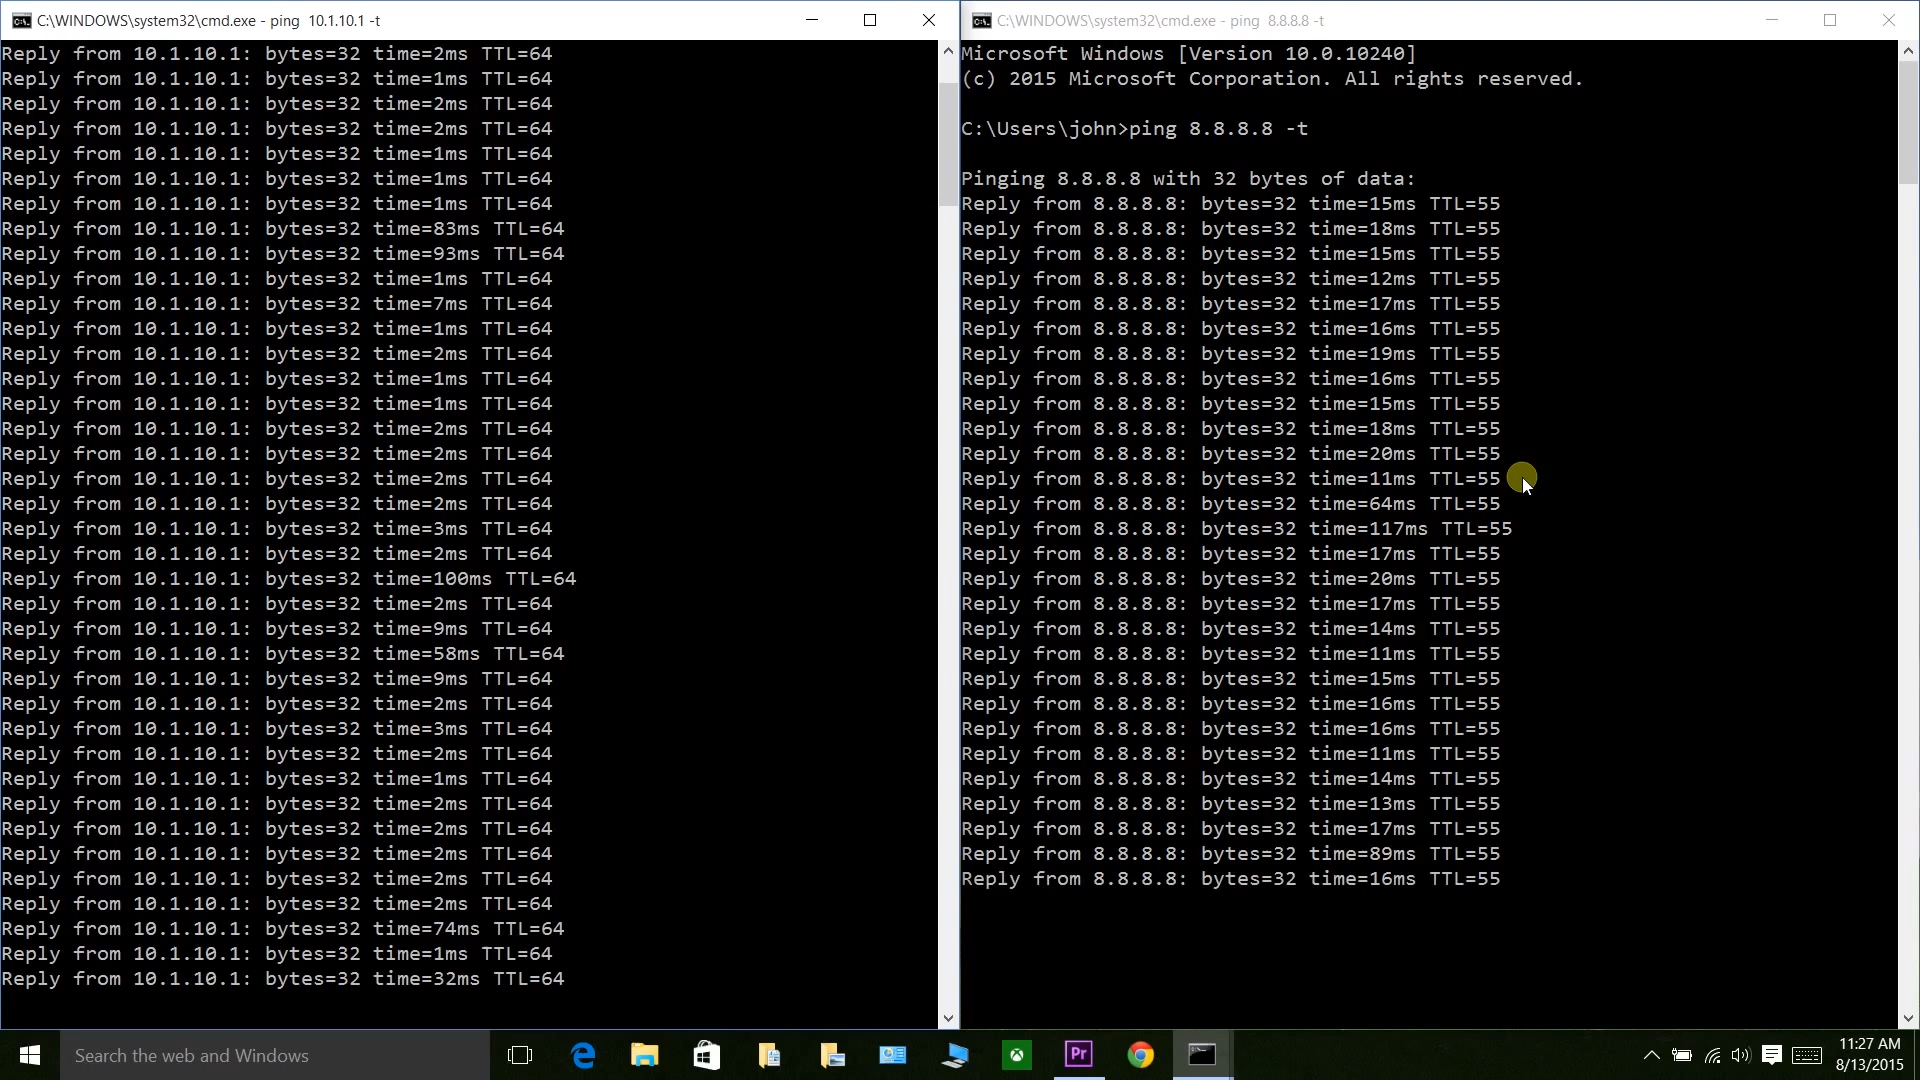 C:\WINDOWS\system32\cmd.exe - ping  10.1.10.1 -t
Reply from 10.1.10.1: bytes=32 time=2ms TTL=64
Reply from 10.1.10.1: bytes=32 time=1ms TTL=64
Reply from 10.1.10.1: bytes=32 time=2ms TTL=64
Reply from 10.1.10.1: bytes=32 time=2ms TTL=64
Reply from 10.1.10.1: bytes=32 time=1ms TTL=64
Reply from 10.1.10.1: bytes=32 time=1ms TTL=64
Reply from 10.1.10.1: bytes=32 time=1ms TTL=64
Reply from 10.1.10.1: bytes=32 time=83ms TTL=64
Reply from 10.1.10.1: bytes=32 time=93ms TTL=64
Reply from 10.1.10.1: bytes=32 time=1ms TTL=64
Reply from 10.1.10.1: bytes=32 time=7ms TTL=64
Reply from 10.1.10.1: bytes=32 time=1ms TTL=64
Reply from 10.1.10.1: bytes=32 time=2ms TTL=64
Reply from 10.1.10.1: bytes=32 time=1ms TTL=64
Reply from 10.1.10.1: bytes=32 time=1ms TTL=64
Reply from 10.1.10.1: bytes=32 time=2ms TTL=64
Reply from 10.1.10.1: bytes=32 time=2ms TTL=64
Reply from 10.1.10.1: bytes=32 time=2ms TTL=64
Reply from 10.1.10.1: bytes=32 time=2ms TTL=64
Reply from 10.1.10.1: bytes=32 time=3ms TTL=64
Reply from 10.1.10.1: bytes=32 time=2ms TTL=64
Reply from 10.1.10.1: bytes=32 time=100ms TTL=64
Reply from 10.1.10.1: bytes=32 time=2ms TTL=64
Reply from 10.1.10.1: bytes=32 time=9ms TTL=64
Reply from 10.1.10.1: bytes=32 time=58ms TTL=64
Reply from 10.1.10.1: bytes=32 time=9ms TTL=64
Reply from 10.1.10.1: bytes=32 time=2ms TTL=64
Reply from 10.1.10.1: bytes=32 time=3ms TTL=64
Reply from 10.1.10.1: bytes=32 time=2ms TTL=64
Reply from 10.1.10.1: bytes=32 time=1ms TTL=64
Reply from 10.1.10.1: bytes=32 time=2ms TTL=64
Reply from 10.1.10.1: bytes=32 time=2ms TTL=64
Reply from 10.1.10.1: bytes=32 time=2ms TTL=64
Reply from 10.1.10.1: bytes=32 time=2ms TTL=64
Reply from 10.1.10.1: bytes=32 time=2ms TTL=64
Reply from 10.1.10.1: bytes=32 time=74ms TTL=64
Reply from 10.1.10.1: bytes=32 time=1ms TTL=64
Reply from 10.1.10.1: bytes=32 time=32ms TTL=64
C:\WINDOWS\system32\cmd.exe - ping  8.8.8.8 -t
Microsoft Windows [Version 10.0.10240]
(c) 2015 Microsoft Corporation. All rights reserved.
C:\Users\john>ping 8.8.8.8 -t
Pinging 8.8.8.8 with 32 bytes of data:
Reply from 8.8.8.8: bytes=32 time=15ms TTL=55
Reply from 8.8.8.8: bytes=32 time=18ms TTL=55
Reply from 8.8.8.8: bytes=32 time=15ms TTL=55
Reply from 8.8.8.8: bytes=32 time=12ms TTL=55
Reply from 8.8.8.8: bytes=32 time=17ms TTL=55
Reply from 8.8.8.8: bytes=32 time=16ms TTL=55
Reply from 8.8.8.8: bytes=32 time=19ms TTL=55
Reply from 8.8.8.8: bytes=32 time=16ms TTL=55
Reply from 8.8.8.8: bytes=32 time=15ms TTL=55
Reply from 8.8.8.8: bytes=32 time=18ms TTL=55
Reply from 8.8.8.8: bytes=32 time=20ms TTL=55
Reply from 8.8.8.8: bytes=32 time=11ms TTL=55
Reply from 8.8.8.8: bytes=32 time=64ms TTL=55
Reply from 8.8.8.8: bytes=32 time=117ms TTL=55
Reply from 8.8.8.8: bytes=32 time=17ms TTL=55
Reply from 8.8.8.8: bytes=32 time=20ms TTL=55
Reply from 8.8.8.8: bytes=32 time=17ms TTL=55
Reply from 8.8.8.8: bytes=32 time=14ms TTL=55
Reply from 8.8.8.8: bytes=32 time=11ms TTL=55
Reply from 8.8.8.8: bytes=32 time=15ms TTL=55
Reply from 8.8.8.8: bytes=32 time=16ms TTL=55
Reply from 8.8.8.8: bytes=32 time=16ms TTL=55
Reply from 8.8.8.8: bytes=32 time=11ms TTL=55
Reply from 8.8.8.8: bytes=32 time=14ms TTL=55
Reply from 8.8.8.8: bytes=32 time=13ms TTL=55
Reply from 8.8.8.8: bytes=32 time=17ms TTL=55
Reply from 8.8.8.8: bytes=32 time=89ms TTL=55
Reply from 8.8.8.8: bytes=32 time=16ms TTL=55
Search the web and Windows
Pr
11:27 AM
8/13/2015